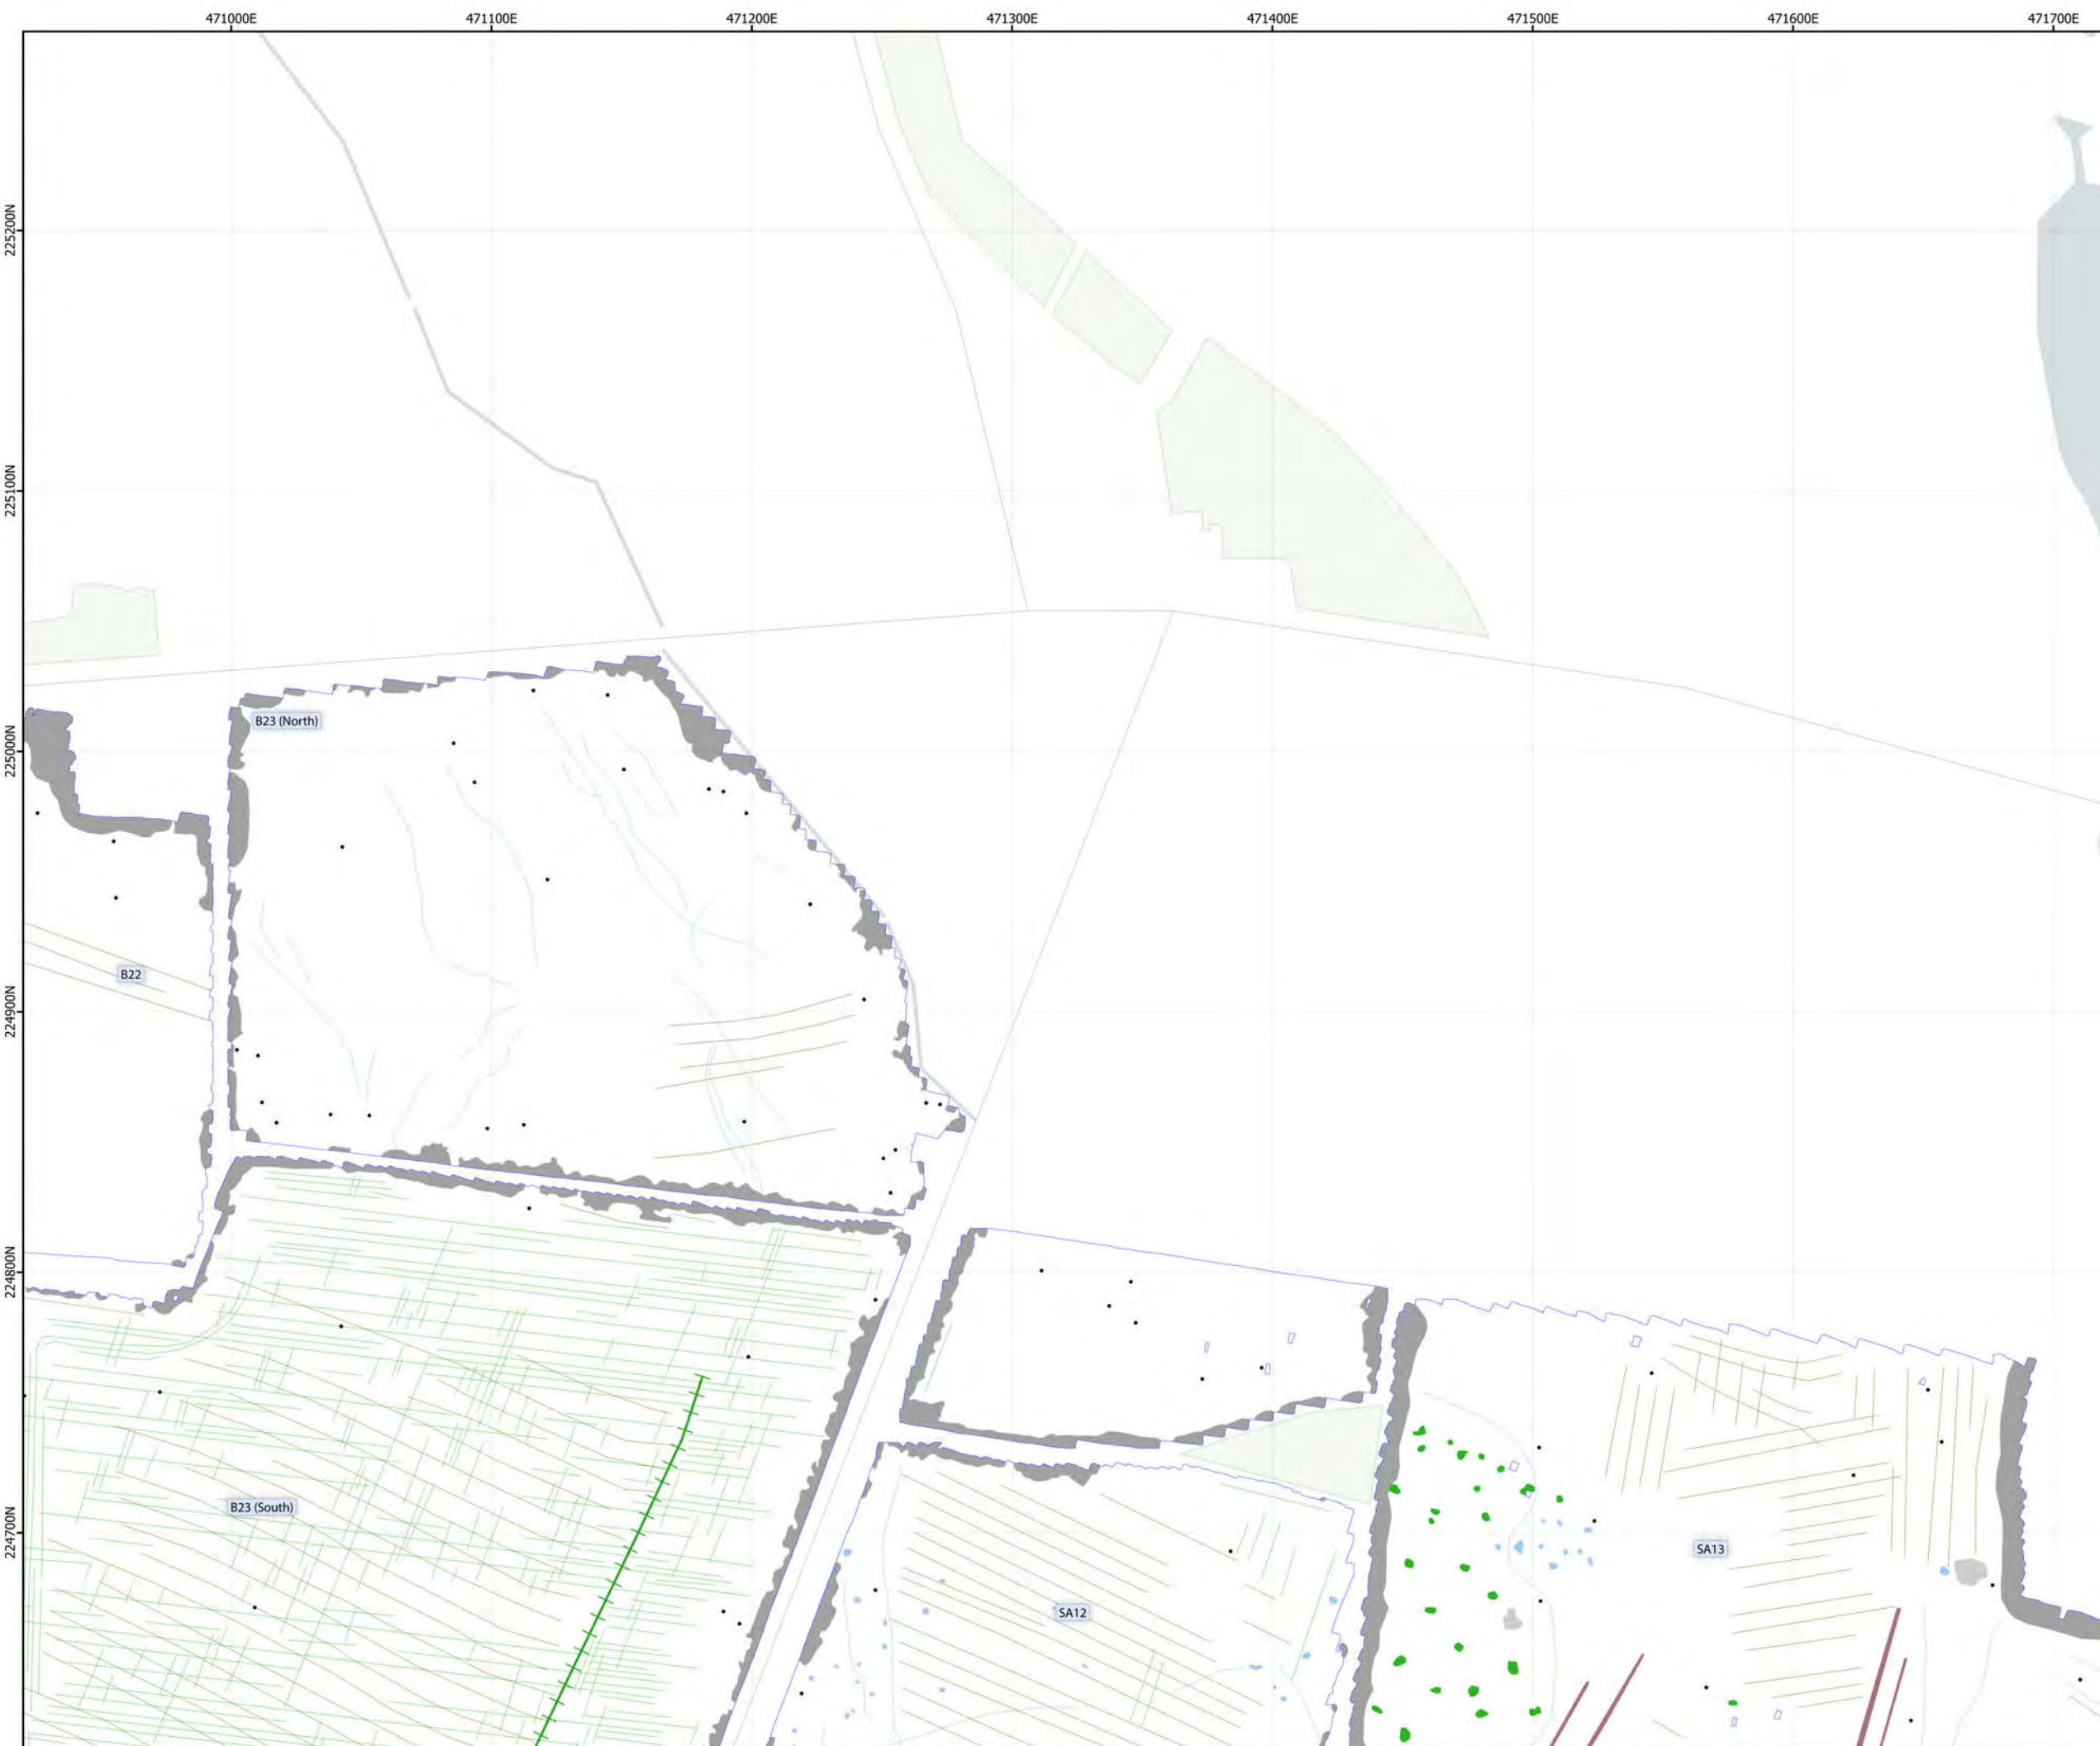 471000E 471100E 471200E 471300E 471400E 471500E 471600E 471700E
225200N
225100N
225000N
224900N
224800N
224700N
B23 (North)
B22
B23 (South)
SA13
SA12